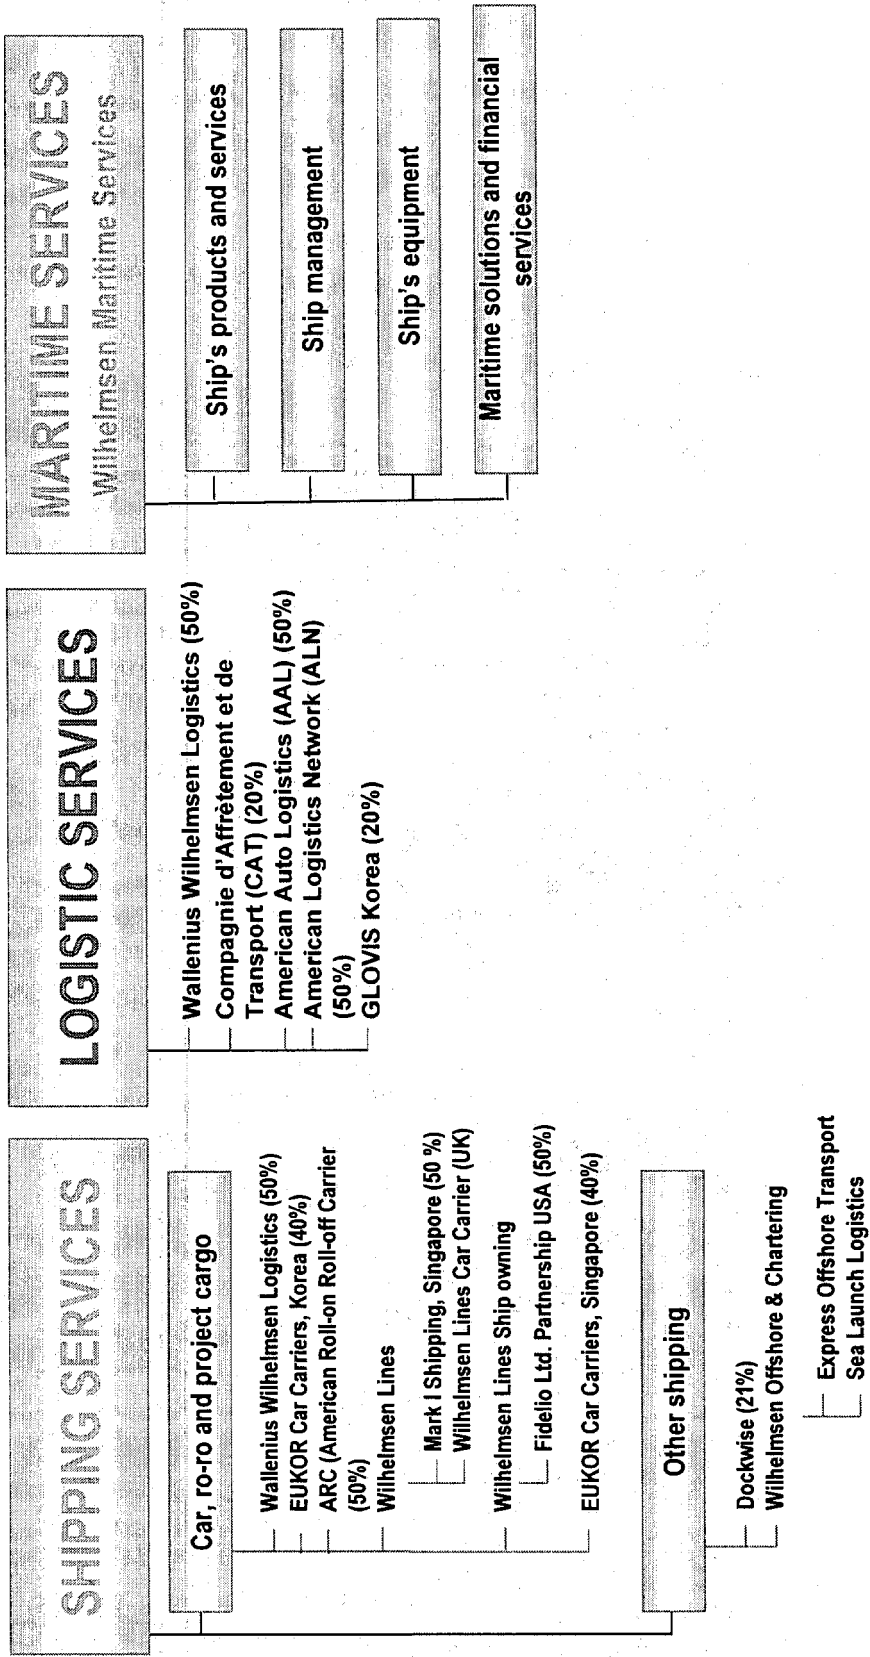 SHIPPING SERVICES
Car, ro-ro and project cargo
Wallenius Wilhelmsen Logistics (50%)
EUKOR Car Carriers, Korea (40%)
ARC (American Roll-on Roll-off Carrier
(50%)
Wilhelmsen Lines
Mark I Shipping, Singapore (50 %)
Wilhelmsen Lines Car Carrier (UK)
Wilhelmsen Lines Ship owning
Fidelio Ltd. Partnership USA (50%)
EUKOR Car Carriers, Singapore (40%)
Other shipping
Dockwise (21%)
Wilhelmsen Offshore & Chartering
Express Offshore Transport
Sea Launch Logistics
LOGISTIC SERVICES
Wallenius Wilhelmsen Logistics (50%)
Compagnie d'Affrètement et de
Transport (CAT) (20%)
American Auto Logistics (AAL) (50%)
American Logistics Network (ALN)
(50%)
GLOVIS Korea (20%)
MARITIME SERVICES
Wilhelmsen Maritime Services
Ship's products and services
Ship management
Ship's equipment
Maritime solutions and financial
services